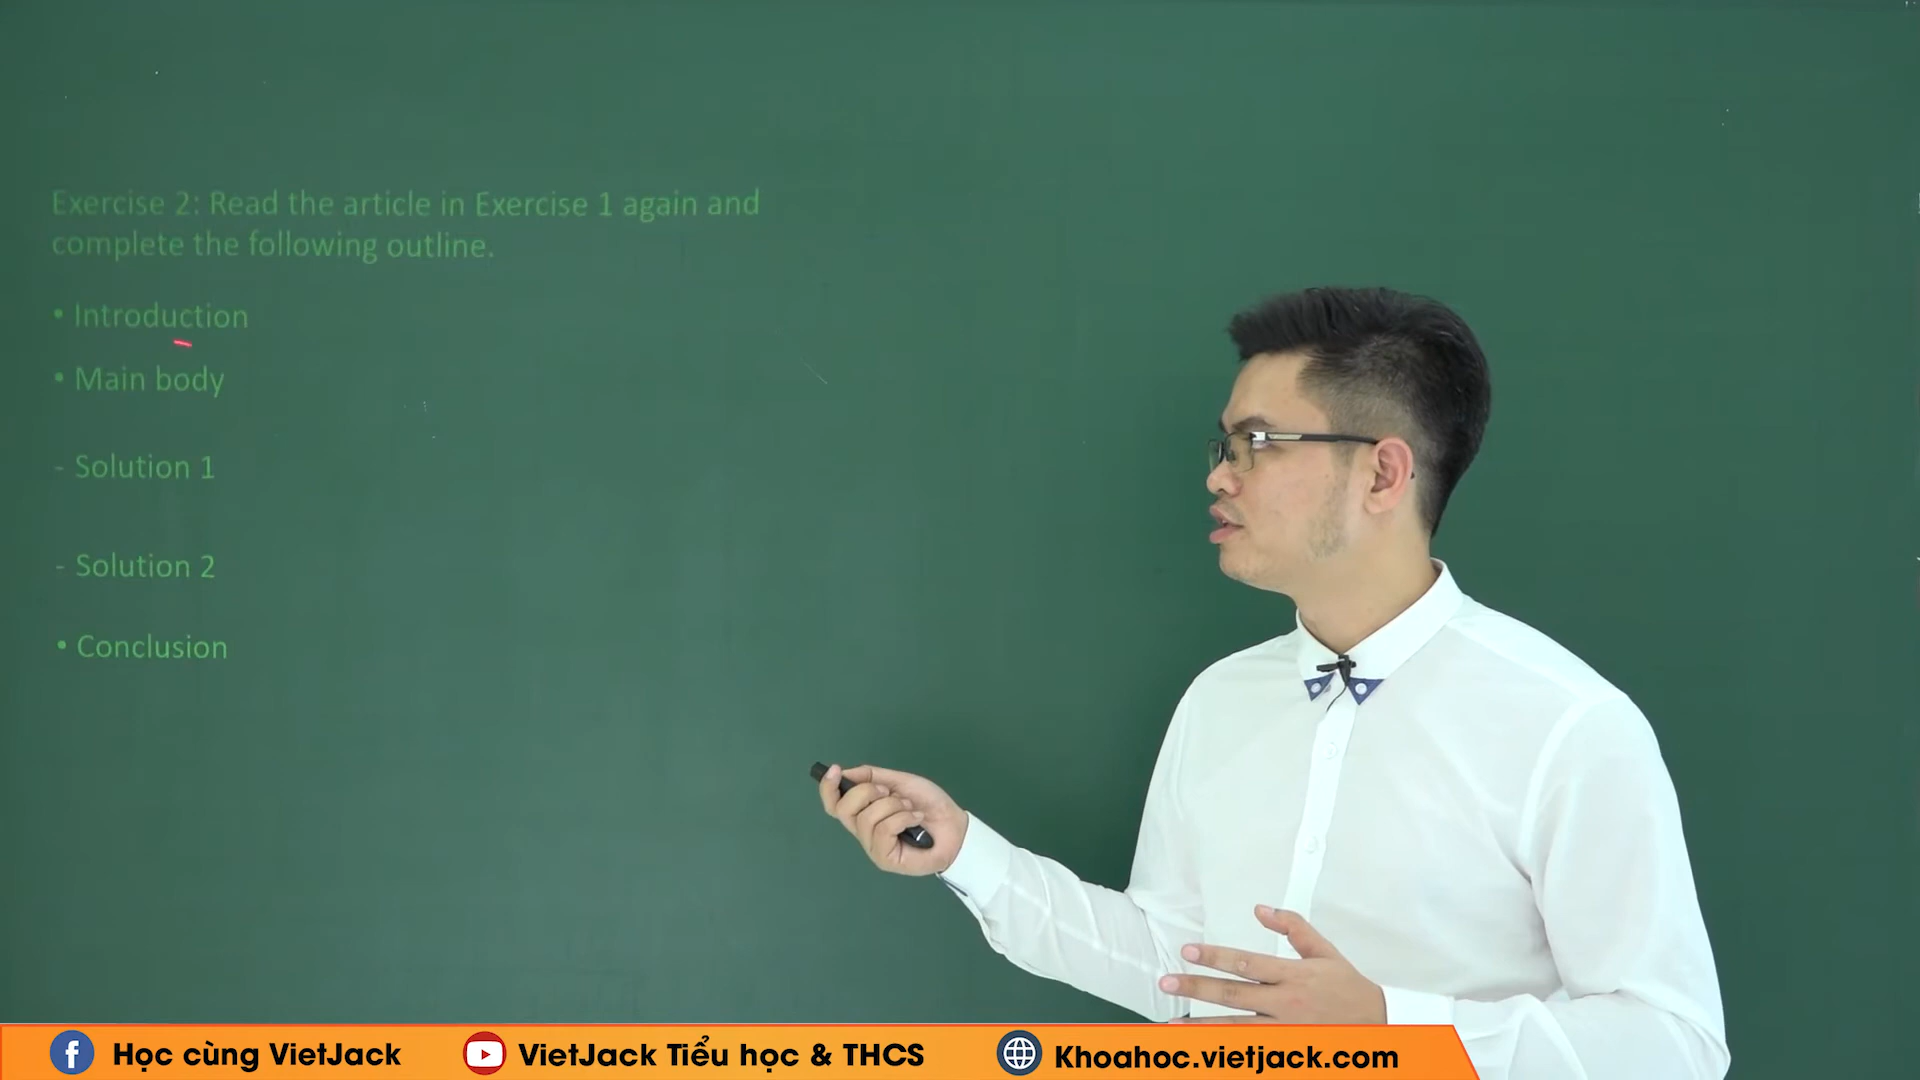 Exercise 2: Read the article in Exercise 1 again and
complete the following outline.
• Introduction
• Main body
- Solution 1
- Solution 2
• Conclusion
Học cùng VietJack
VietJack Tiểu học & THCS
Khoahoc.vietjack.com